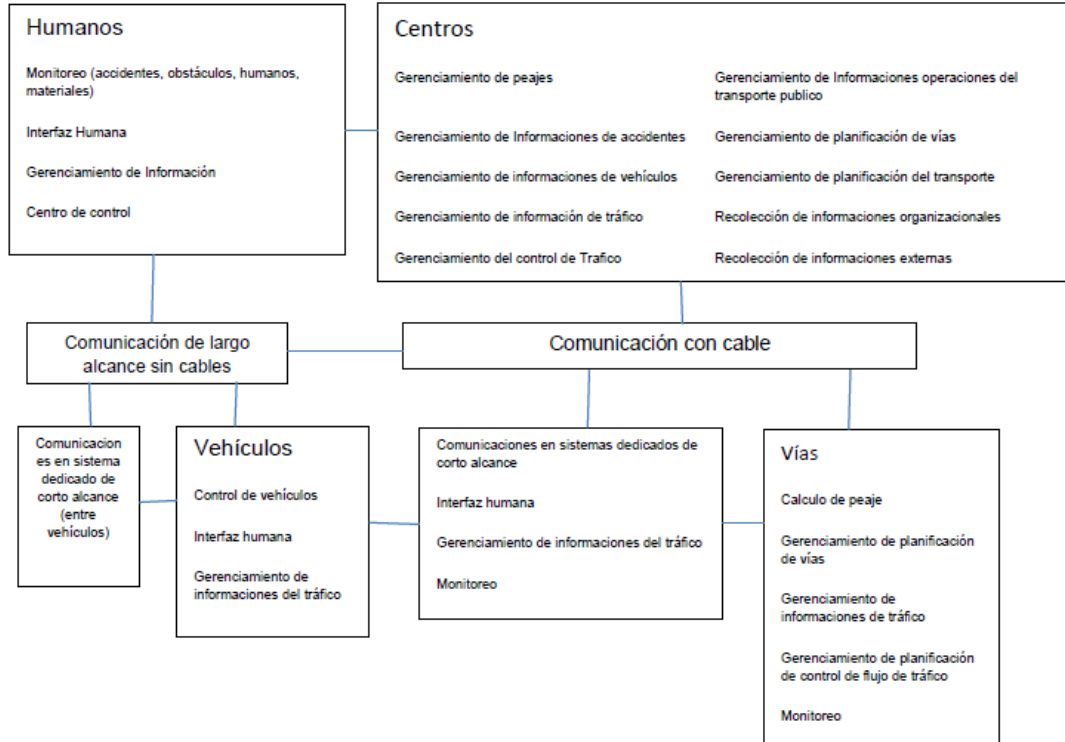 Humanos
Monitoreo (accidentes, obstáculos, humanos,
materiales)
Interfaz Humana
Gerenciamiento de Información
Centro de control
Centros
Gerenciamiento de peajes
Gerenciamiento de Informaciones de accidentes
Gerenciamiento de informaciones de vehículos
Gerenciamiento de información de tráfico
Gerenciamiento del control de Trafico
Gerenciamiento de Informaciones operaciones del
transporte publico
Gerenciamiento de planificación de vías
Gerenciamiento de planificación del transporte
Recolección de informaciones organizacionales
Recolección de informaciones externas
Comunicación de largo
alcance sin cables
Comunicación con cable
Comunicacion
es en sistema
dedicado de
corto alcance
(entre
vehículos)
Vehículos
Control de vehículos
Interfaz humana
Gerenciamiento de
informaciones del tráfico
Comunicaciones en sistemas dedicados de
corto alcance
Interfaz humana
Gerenciamiento de informaciones del tráfico
Monitoreo
Vías
Calculo de peaje
Gerenciamiento de planificación
de vías
Gerenciamiento de
informaciones de tráfico
Gerenciamiento de planificación
de control de flujo de tráfico
Monitoreo